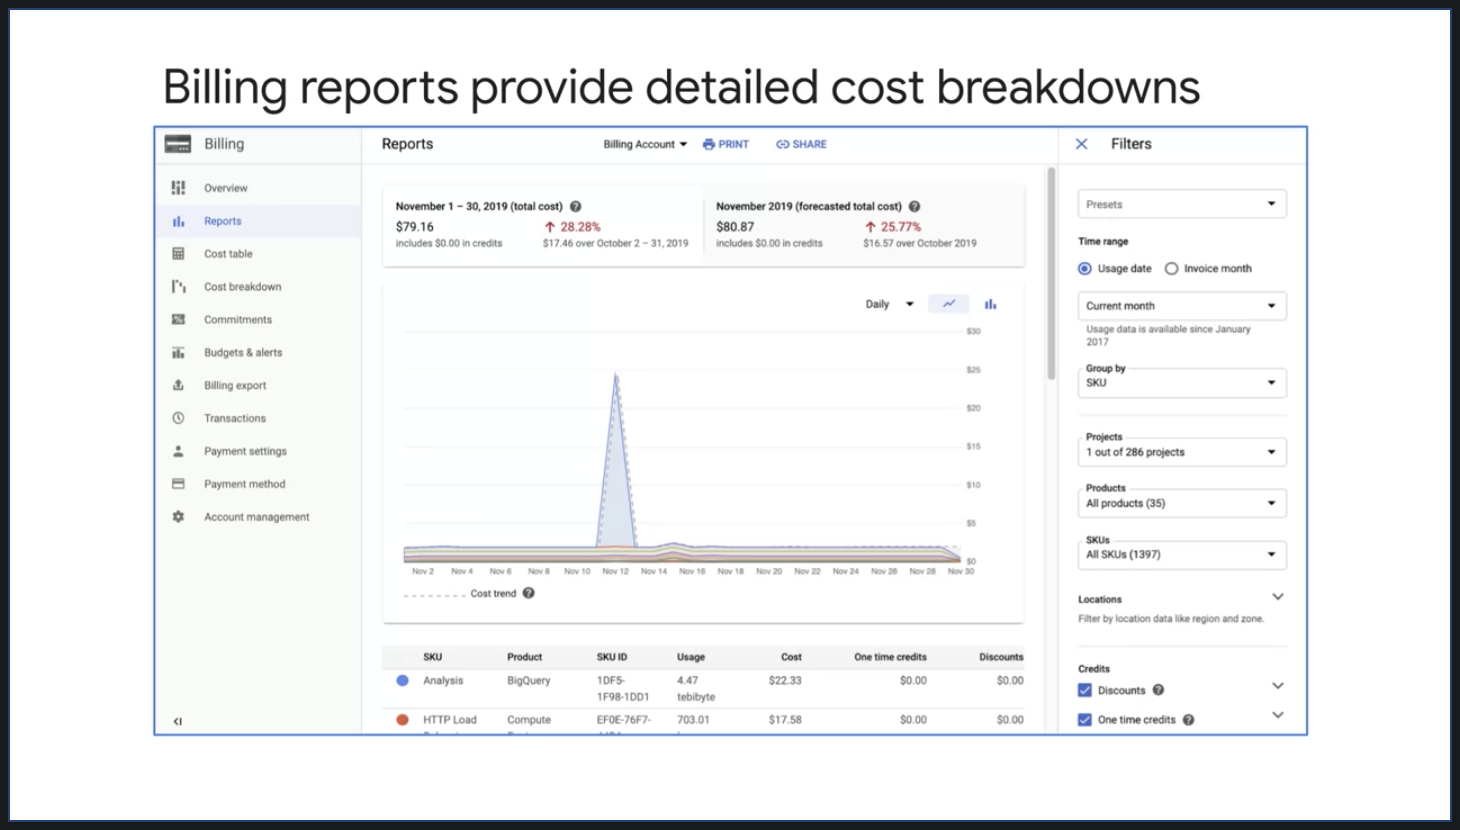 Billing reports provide detailed cost breakdowns
Billing
Overview
Reports
Cost table
Cost breakdown
Commitments
Budgets & alerts
Billing export
Transactions
Payment settings
Payment method
Account management
Reports
Billing Account
PRINT
SHARE
November 1 – 30, 2019 (total cost)
$79.16
28.28%
includes $0.00 in credits
$17.46 over October 2 – 31, 2019
November 2019 (forecasted total cost)
$80.87
25.77%
includes $0.00 in credits
$16.57 over October 2019
Daily
$30
$25
$20
$15
$10
$5
$0
Nov 2 Nov 4 Nov 6 Nov 8 Nov 10 Nov 12 Nov 14 Nov 16 Nov 18 Nov 20 Nov 22 Nov 24 Nov 26 Nov 28 Nov 30
Cost trend
SKU Product SKU ID Usage Cost One time credits Discounts
Analysis BigQuery 1DF5- 4.47 $22.33 $0.00 $0.00
1F98-1DD1 tebibyte
HTTP Load Compute EF0E-76F7- 703.01 $17.58 $0.00 $0.00
Filters
Presets
Time range
Usage date
Invoice month
Current month
Usage data is available since January
2017
Group by
SKU
Projects
1 out of 286 projects
Products
All products (35)
SKUs
All SKUs (1397)
Locations
Filter by location data like region and zone.
Credits
Discounts
One time credits